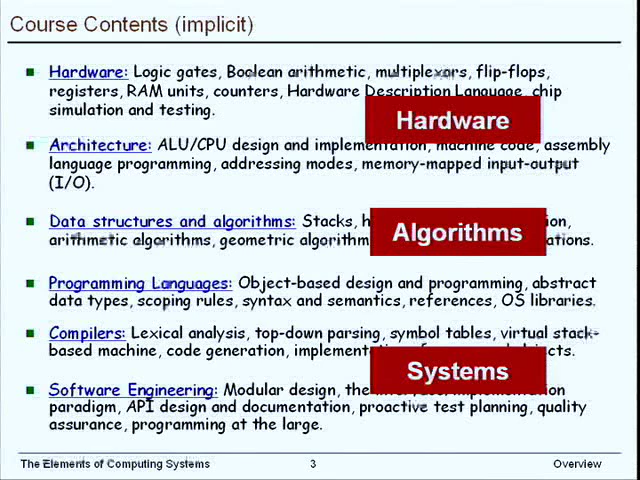 Course Contents (implicit)
Hardware: Logic gates, Boolean arithmetic, multiplexors, flip-flops,
registers, RAM units, counters, Hardware Description Language, chip
simulation and testing.
Hardware
Architecture: ALU/CPU design and implementation, machine code, assembly
language programming, addressing modes, memory-mapped input-output
(I/O).
Data structures and algorithms: Stacks,
arithmetic algorithms, geometric
Algorithms
Programming Languages: Object-based design and programming, abstract
data types, scoping rules, syntax and semantics, references, OS libraries.
Compilers: Lexical analysis, top-down parsing, symbol tables, virtual stack-
based machine, code generation,
Systems
Software Engineering: Modular design,
paradigm, API design and documentation, proactive test planning, quality
assurance, programming at the large.
The Elements of Computing Systems 3 Overview